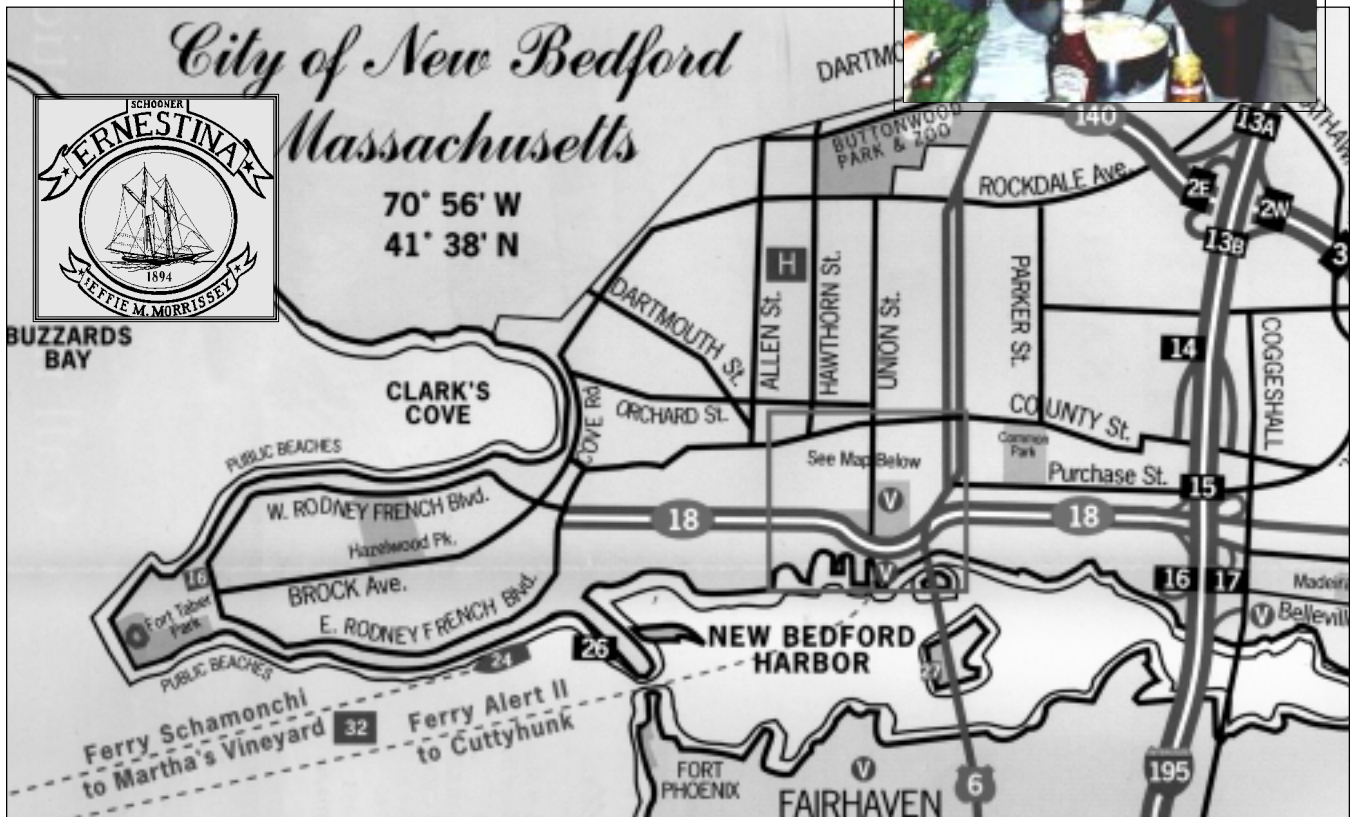 City of New Bedford
Massachusetts
70° 56' W
41° 38' N
SCHOONER
ERNESTINA
1894
EFFIE M. MORRISSEY
BUZZARDS
BAY
CLARK'S
COVE
PUBLIC BEACHES
W. RODNEY FRENCH Blvd.
Hazelwood Pk.
BROCK Ave.
E. RODNEY FRENCH Blvd.
18
Fort Taber
Park
PUBLIC BEACHES
24
26
Ferry Schamonchi
to Martha's Vineyard
32
Ferry Alert II
to Cuttyhunk
BUTTONWOOD
PARK & ZOO
140
13A
ROCKDALE Ave.
2E
2W
13B
3
H
DARTMOUTH St.
ALLEN St.
HAWTHORN St.
UNION St.
PARKER St.
14
COGGESHALL
COVE Rd.
ORCHARD St.
COUNTY St.
See Map Below
Common
Park
Purchase St.
15
V
18
18
V
16
17
V
NEW BEDFORD
HARBOR
FORT
PHOENIX
V
FAIRHAVEN
6
195